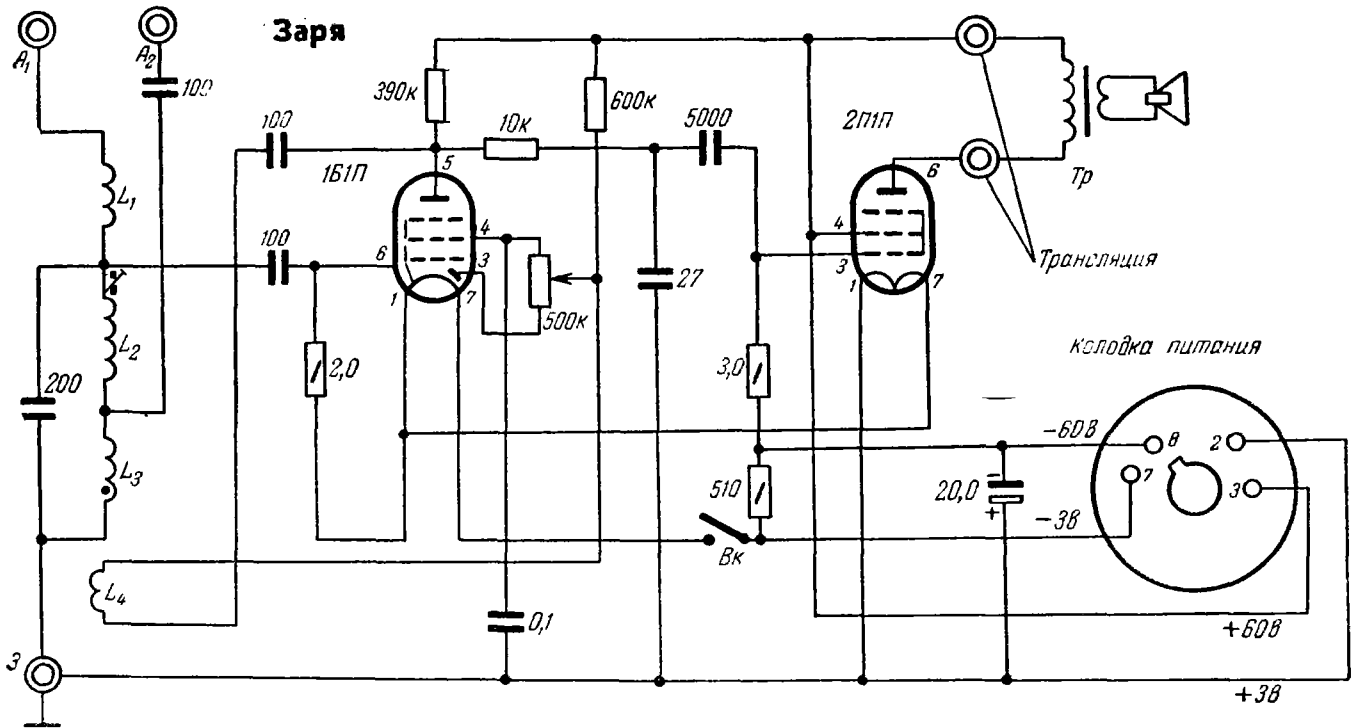 Заря
A₁
A₂
100
390к
600к
100
10к
5000
2П1П
1Б1П
5
6
Тр
L₁
100
6
4
3
1
7
500к
27
4
3
1
7
Трансляция
L₂
200
2,0
3,0
колодка питания
L₃
510
20,0
−
+
−60В
8
2
7
3
−3В
Вк
L₄
0,1
+60В
З
+3В